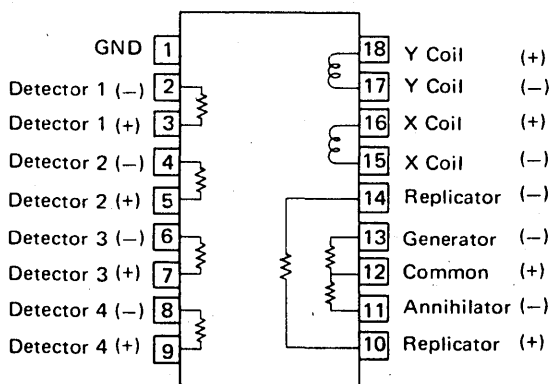 GND 1
Detector 1 (−) 2
Detector 1 (+) 3
Detector 2 (−) 4
Detector 2 (+) 5
Detector 3 (−) 6
Detector 3 (+) 7
Detector 4 (−) 8
Detector 4 (+) 9
18 Y Coil (+)
17 Y Coil (−)
16 X Coil (+)
15 X Coil (−)
14 Replicator (−)
13 Generator (−)
12 Common (+)
11 Annihilator (−)
10 Replicator (+)